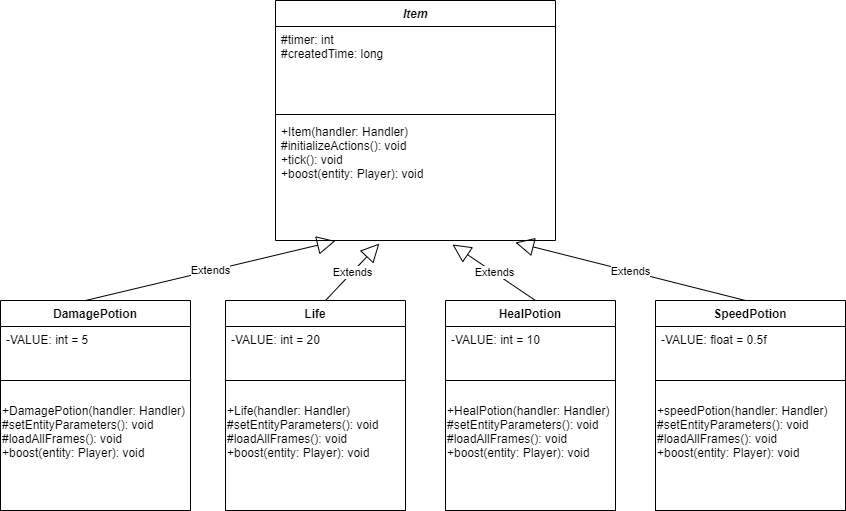 Item
#timer: int
#createdTime: long
+Item(handler: Handler)
#initializeActions(): void
+tick(): void
+boost(entity: Player): void
Extends
Extends
Extends
Extends
DamagePotion
-VALUE: int = 5
+DamagePotion(handler: Handler)
#setEntityParameters(): void
#loadAllFrames(): void
+boost(entity: Player): void
Life
-VALUE: int = 20
+Life(handler: Handler)
#setEntityParameters(): void
#loadAllFrames(): void
+boost(entity: Player): void
HealPotion
-VALUE: int = 10
+HealPotion(handler: Handler)
#setEntityParameters(): void
#loadAllFrames(): void
+boost(entity: Player): void
SpeedPotion
-VALUE: float = 0.5f
+speedPotion(handler: Handler)
#setEntityParameters(): void
#loadAllFrames(): void
+boost(entity: Player): void